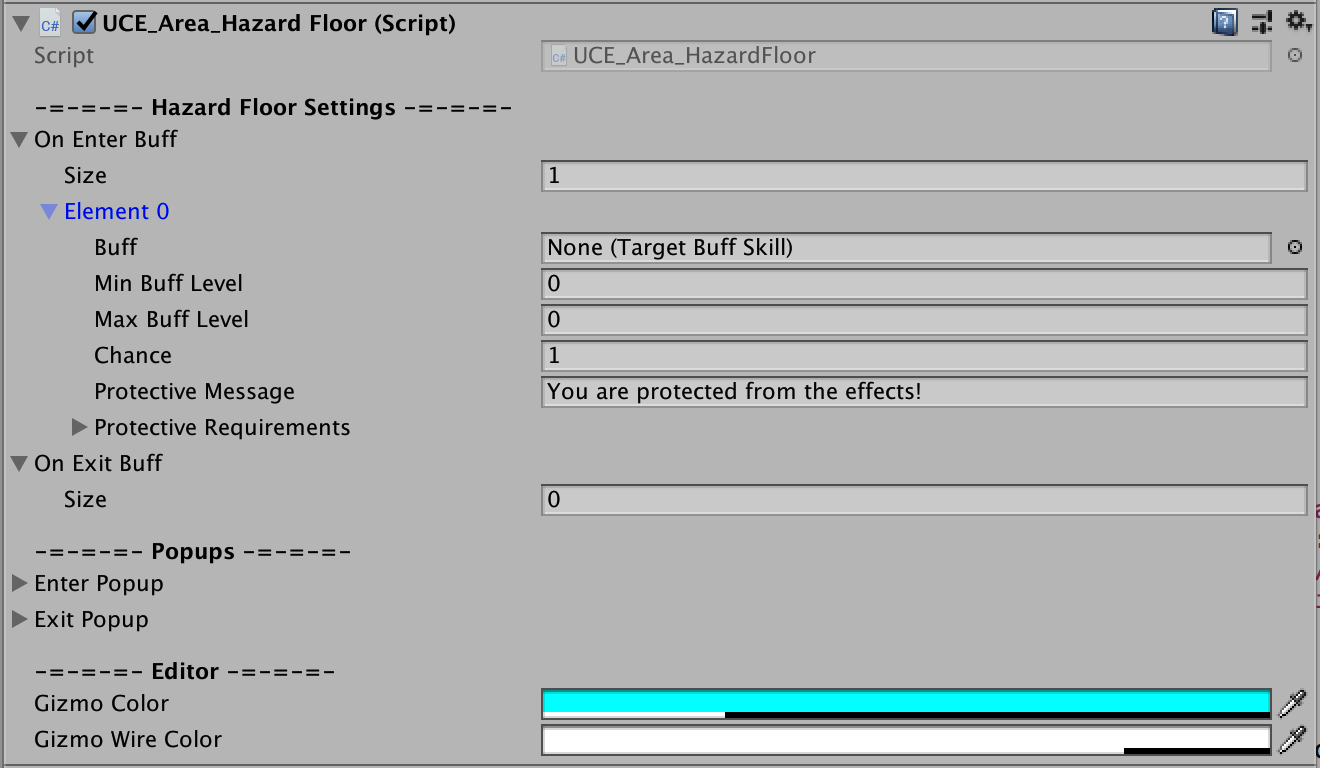 C# UCE_Area_Hazard Floor (Script) ?
Script C# UCE_Area_HazardFloor
-=-=-=- Hazard Floor Settings -=-=-=-
On Enter Buff
Size 1
Element 0
Buff None (Target Buff Skill)
Min Buff Level 0
Max Buff Level 0
Chance 1
Protective Message You are protected from the effects!
Protective Requirements
On Exit Buff
Size 0
-=-=-=- Popups -=-=-=-
Enter Popup
Exit Popup
-=-=-=- Editor -=-=-=-
Gizmo Color
Gizmo Wire Color